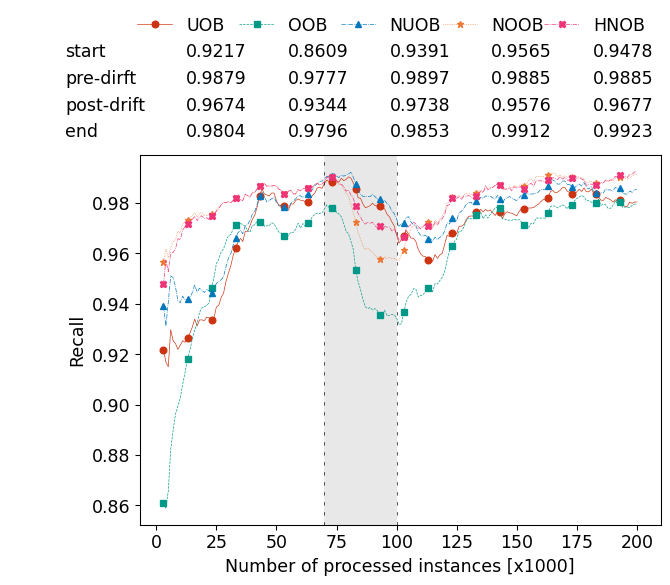 UOB OOB NUOB NOOB HNOB
start 0.9217 0.8609 0.9391 0.9565 0.9478
pre-dirft 0.9879 0.9777 0.9897 0.9885 0.9885
post-drift 0.9674 0.9344 0.9738 0.9576 0.9677
end 0.9804 0.9796 0.9853 0.9912 0.9923
0.98
0.96
0.94
0.92
0.90
0.88
0.86
Recall
0 25 50 75 100 125 150 175 200
Number of processed instances [x1000]